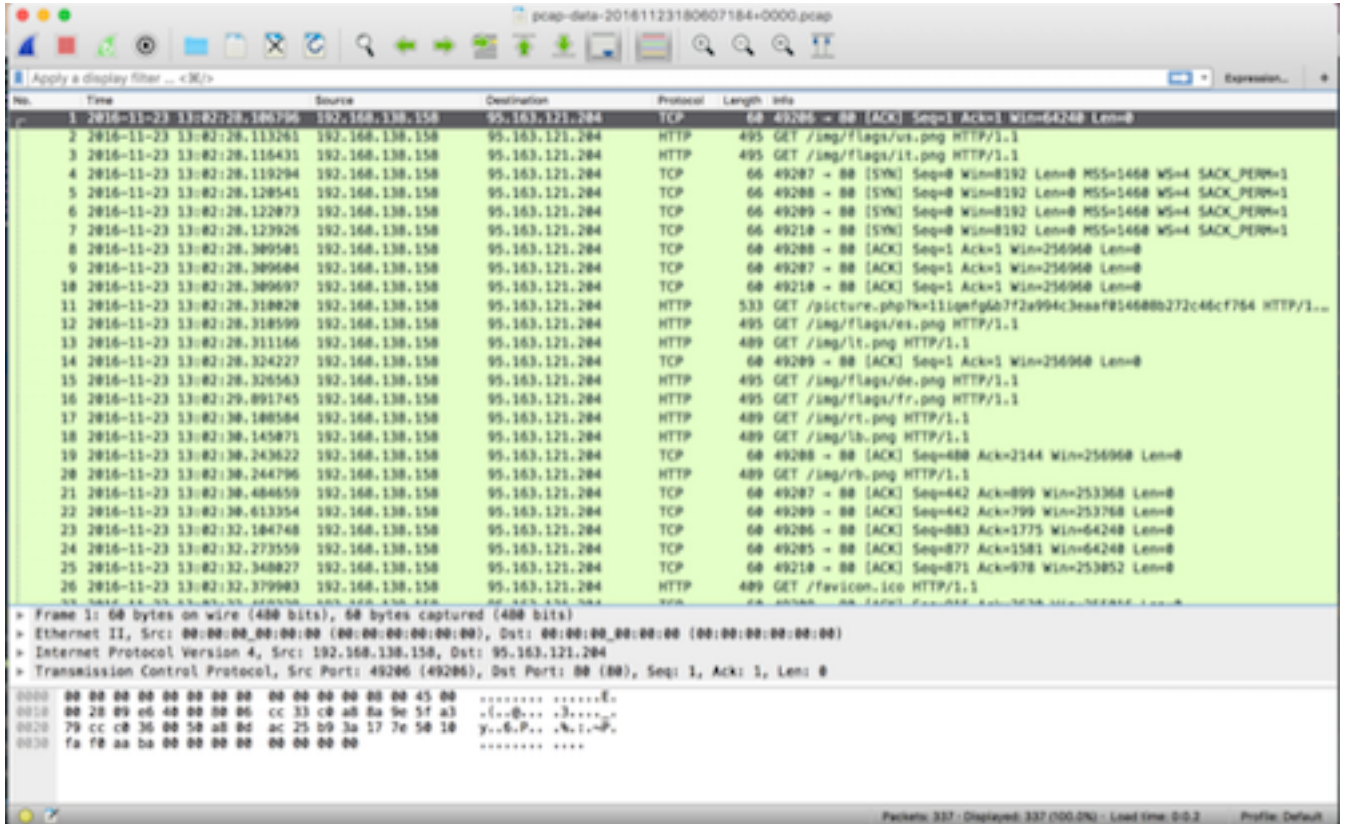 pcap-data-20161123180607184+0000.pcap
Apply a display filter ... <⌘/> Expression... +
No. Time Source Destination Protocol Length Info
1 2016-11-23 13:02:28.106796 192.168.138.158 95.163.121.204 TCP 60 49206 → 80 [ACK] Seq=1 Ack=1 Win=64240 Len=0
2 2016-11-23 13:02:28.113261 192.168.138.158 95.163.121.204 HTTP 495 GET /img/flags/us.png HTTP/1.1
3 2016-11-23 13:02:28.116431 192.168.138.158 95.163.121.204 HTTP 495 GET /img/flags/it.png HTTP/1.1
4 2016-11-23 13:02:28.119294 192.168.138.158 95.163.121.204 TCP 66 49207 → 80 [SYN] Seq=0 Win=8192 Len=0 MSS=1460 WS=4 SACK_PERM=1
5 2016-11-23 13:02:28.120541 192.168.138.158 95.163.121.204 TCP 66 49208 → 80 [SYN] Seq=0 Win=8192 Len=0 MSS=1460 WS=4 SACK_PERM=1
6 2016-11-23 13:02:28.122073 192.168.138.158 95.163.121.204 TCP 66 49209 → 80 [SYN] Seq=0 Win=8192 Len=0 MSS=1460 WS=4 SACK_PERM=1
7 2016-11-23 13:02:28.123926 192.168.138.158 95.163.121.204 TCP 66 49210 → 80 [SYN] Seq=0 Win=8192 Len=0 MSS=1460 WS=4 SACK_PERM=1
8 2016-11-23 13:02:28.309501 192.168.138.158 95.163.121.204 TCP 60 49208 → 80 [ACK] Seq=1 Ack=1 Win=256960 Len=0
9 2016-11-23 13:02:28.309604 192.168.138.158 95.163.121.204 TCP 60 49207 → 80 [ACK] Seq=1 Ack=1 Win=256960 Len=0
10 2016-11-23 13:02:28.309697 192.168.138.158 95.163.121.204 TCP 60 49210 → 80 [ACK] Seq=1 Ack=1 Win=256960 Len=0
11 2016-11-23 13:02:28.310020 192.168.138.158 95.163.121.204 HTTP 533 GET HTTP/1...
12 2016-11-23 13:02:28.310599 192.168.138.158 95.163.121.204 HTTP 495 GET /img/flags/es.png HTTP/1.1
13 2016-11-23 13:02:28.311166 192.168.138.158 95.163.121.204 HTTP 489 GET /img/lt.png HTTP/1.1
14 2016-11-23 13:02:28.324227 192.168.138.158 95.163.121.204 TCP 60 49209 → 80 [ACK] Seq=1 Ack=1 Win=256960 Len=0
15 2016-11-23 13:02:28.326563 192.168.138.158 95.163.121.204 HTTP 495 GET /img/flags/de.png HTTP/1.1
16 2016-11-23 13:02:29.891745 192.168.138.158 95.163.121.204 HTTP 495 GET /img/flags/fr.png HTTP/1.1
17 2016-11-23 13:02:30.108584 192.168.138.158 95.163.121.204 HTTP 489 GET /img/rt.png HTTP/1.1
18 2016-11-23 13:02:30.145071 192.168.138.158 95.163.121.204 HTTP 489 GET /img/lb.png HTTP/1.1
19 2016-11-23 13:02:30.243622 192.168.138.158 95.163.121.204 TCP 60 49208 → 80 [ACK] Seq=480 Ack=2144 Win=256960 Len=0
20 2016-11-23 13:02:30.244796 192.168.138.158 95.163.121.204 HTTP 489 GET /img/rb.png HTTP/1.1
21 2016-11-23 13:02:30.484659 192.168.138.158 95.163.121.204 TCP 60 49207 → 80 [ACK] Seq=442 Ack=899 Win=253368 Len=0
22 2016-11-23 13:02:30.613354 192.168.138.158 95.163.121.204 TCP 60 49209 → 80 [ACK] Seq=442 Ack=799 Win=253768 Len=0
23 2016-11-23 13:02:32.104748 192.168.138.158 95.163.121.204 TCP 60 49206 → 80 [ACK] Seq=883 Ack=1775 Win=64240 Len=0
24 2016-11-23 13:02:32.273559 192.168.138.158 95.163.121.204 TCP 60 49205 → 80 [ACK] Seq=877 Ack=1581 Win=64240 Len=0
25 2016-11-23 13:02:32.348027 192.168.138.158 95.163.121.204 TCP 60 49210 → 80 [ACK] Seq=871 Ack=978 Win=253052 Len=0
26 2016-11-23 13:02:32.379903 192.168.138.158 95.163.121.204 HTTP 409 GET /favicon.ico HTTP/1.1
Frame 1: 60 bytes on wire (480 bits), 60 bytes captured (480 bits)
Ethernet II, Src: 00:00:00_00:00:00 (00:00:00:00:00:00), Dst: 00:00:00_00:00:00 (00:00:00:00:00:00)
Internet Protocol Version 4, Src: 192.168.138.158, Dst: 95.163.121.204
Transmission Control Protocol, Src Port: 49206 (49206), Dst Port: 80 (80), Seq: 1, Ack: 1, Len: 0
0000 00 00 00 00 00 00 00 00 00 00 00 00 08 00 45 00 ........ ......E.
0010 00 28 09 e6 40 00 80 06 cc 33 c0 a8 8a 9e 5f a3 .(..@... .3...._.
0020 79 cc c0 36 00 50 a8 0d ac 25 b9 3a 17 7e 50 10 y..6.P.. .%.:.~P.
0030 fa f0 aa ba 00 00 00 00 00 00 00 00 ........ ....
Packets: 337 · Displayed: 337 (100.0%) · Load time: 0:0.2 Profile: Default